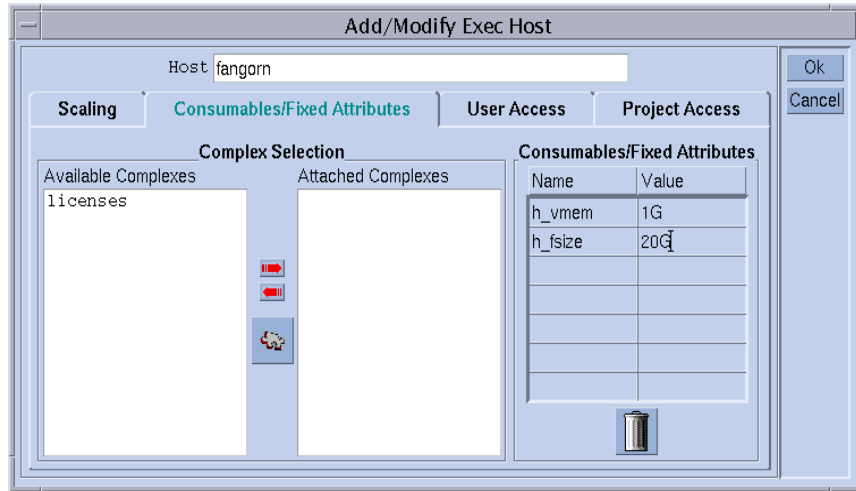 Add/Modify Exec Host
Host fangorn
Ok
Cancel
Scaling Consumables/Fixed Attributes User Access Project Access
Complex Selection
Available Complexes Attached Complexes
licenses
Consumables/Fixed Attributes
Name Value
h_vmem 1G
h_fsize 20G